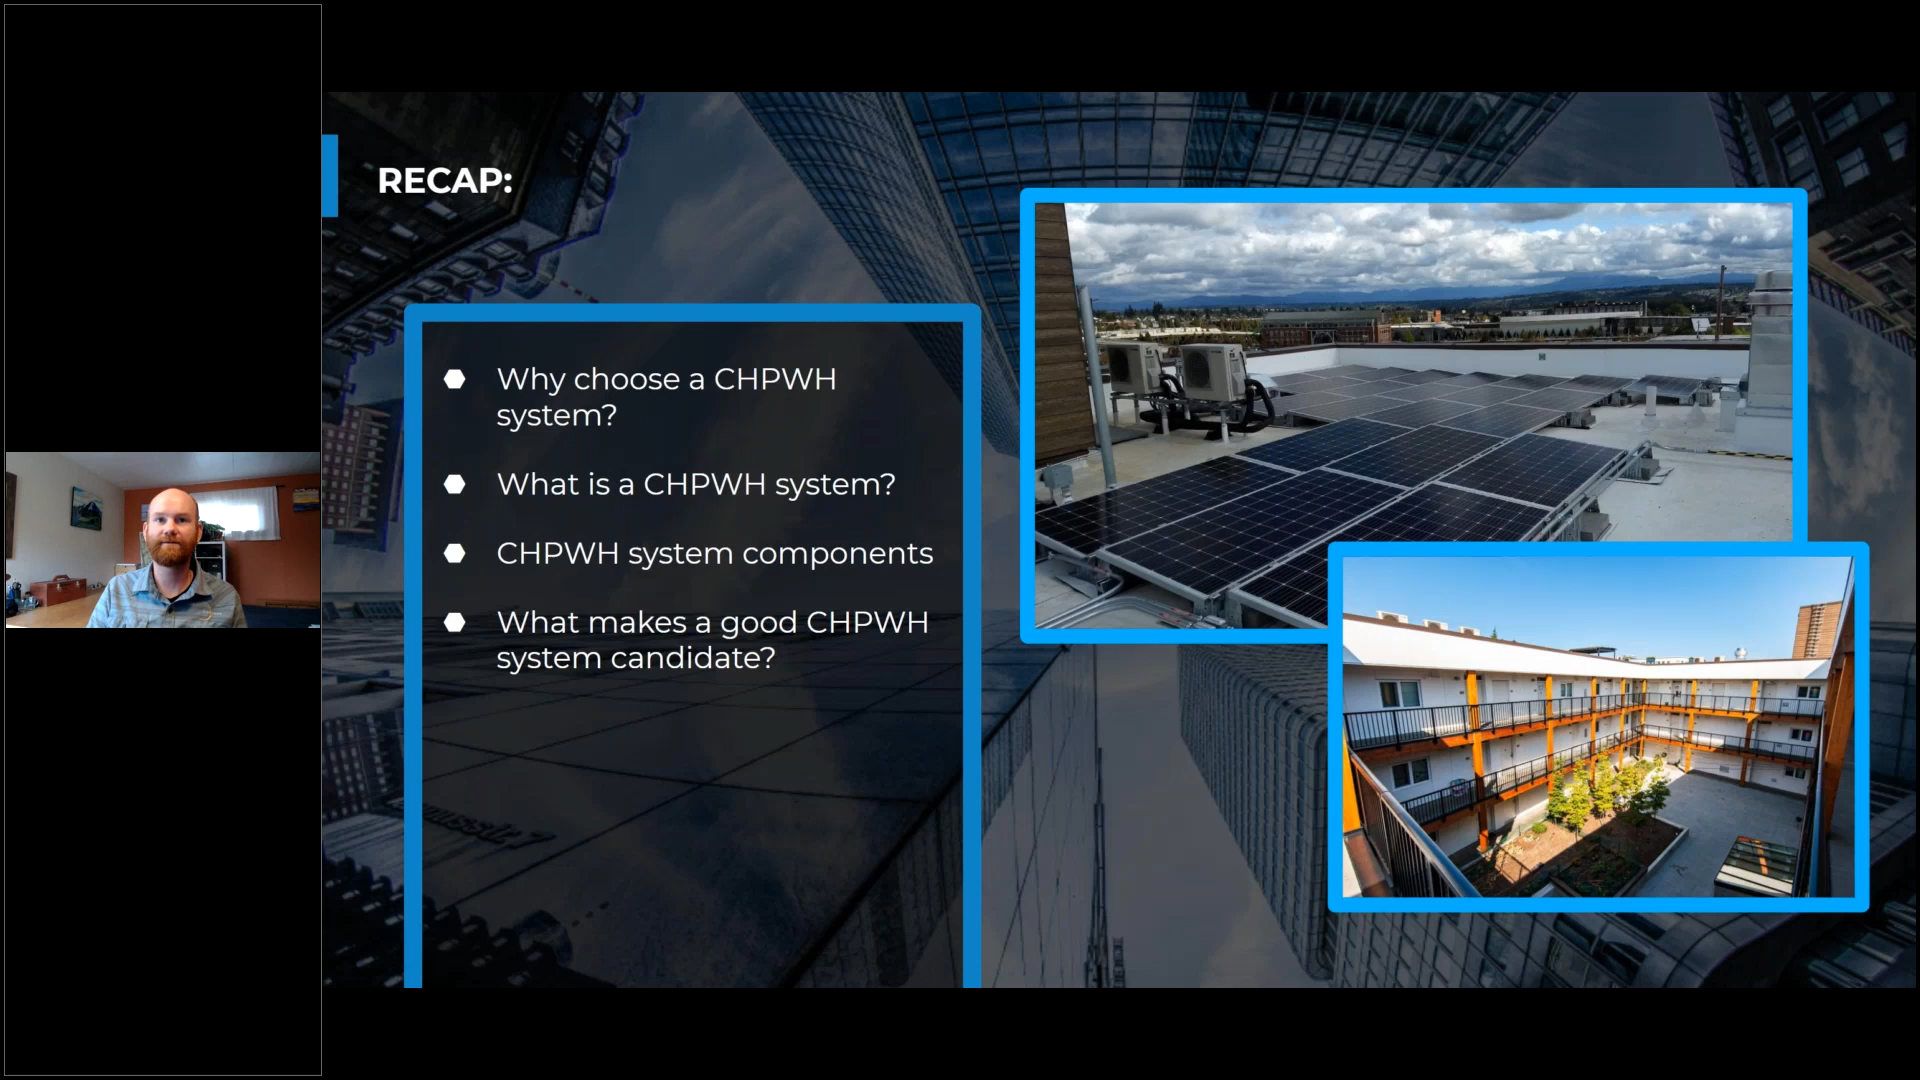 RECAP:
Why choose a CHPWH
system?
What is a CHPWH system?
CHPWH system components
What makes a good CHPWH
system candidate?